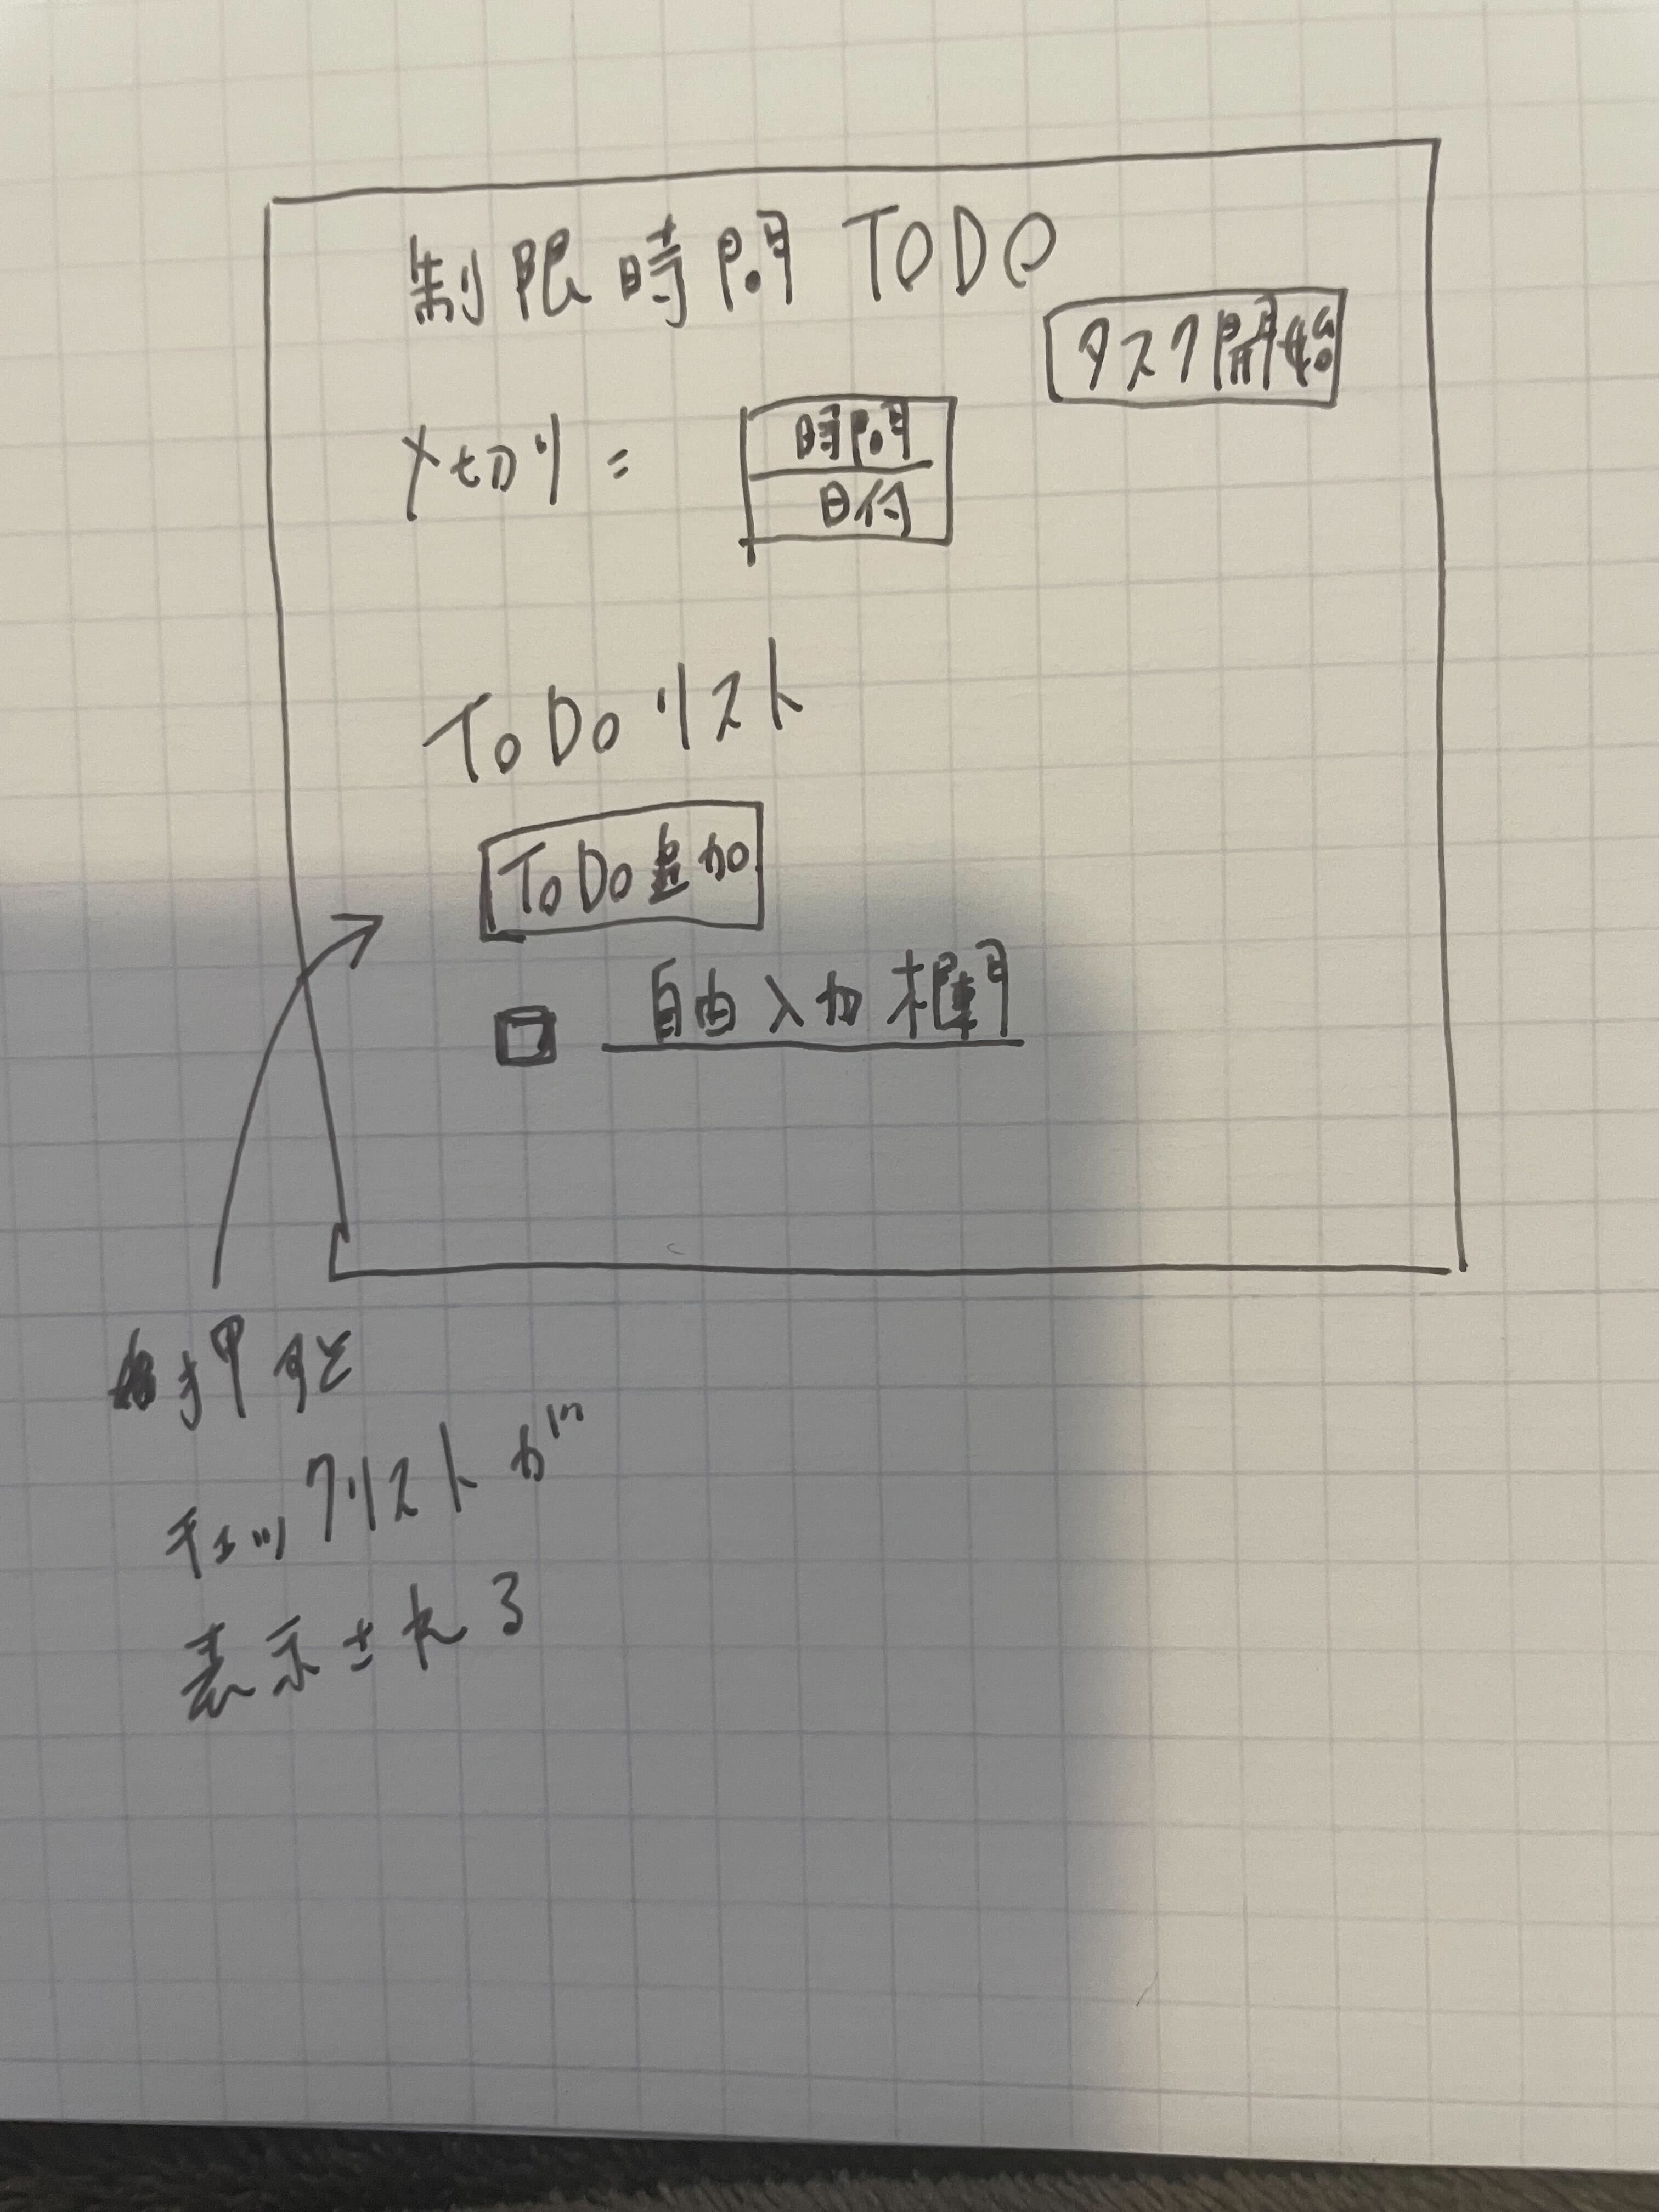 制限時間 TODO
タスク開始
〆切り =
時間
日付
ToDoリスト
ToDo追加
自由入力欄
押すと
チェックリストが
表示される